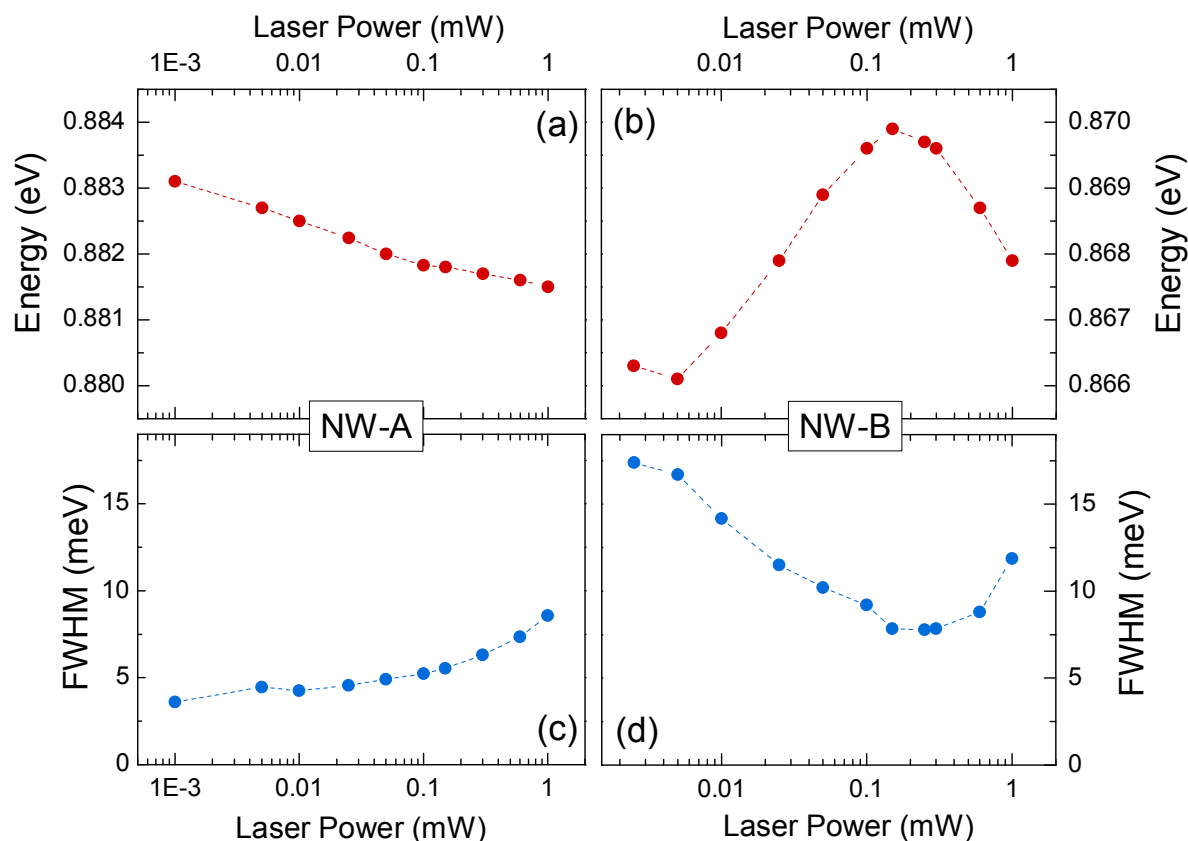 Laser Power (mW)
Laser Power (mW)
1E-3 0.01 0.1 1
0.01 0.1 1
(a)
(b)
0.884
0.883
0.882
0.881
0.880
Energy (eV)
0.870
0.869
0.868
0.867
0.866
Energy (eV)
NW-A
NW-B
15
10
5
0
FWHM (meV)
(c)
(d)
15
10
5
0
FWHM (meV)
1E-3 0.01 0.1 1
0.01 0.1 1
Laser Power (mW)
Laser Power (mW)